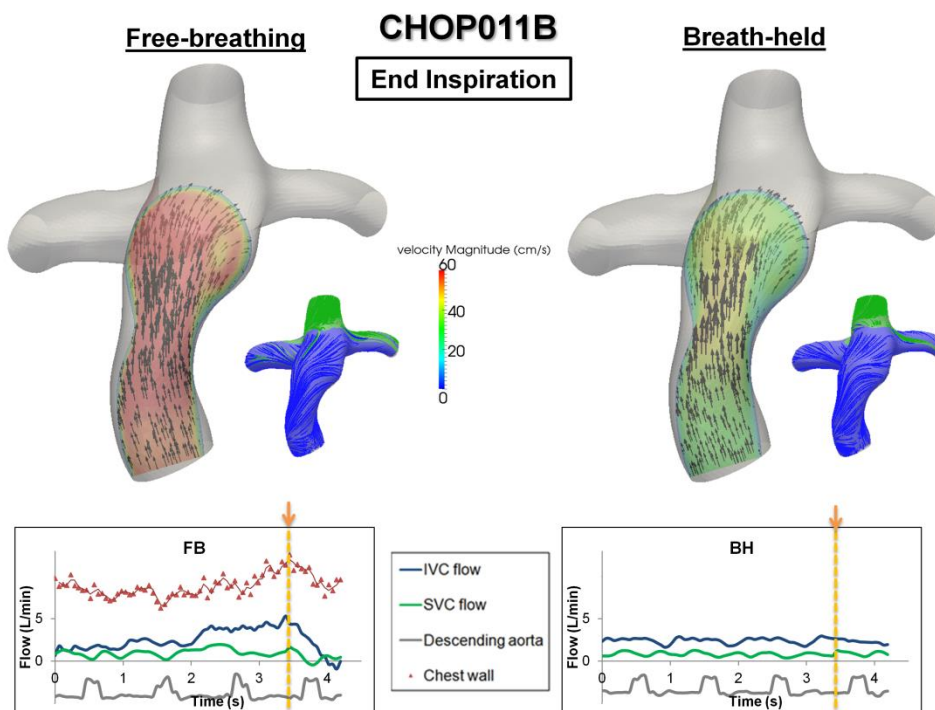 CHOP011B
Free-breathing
Breath-held
End Inspiration
velocity Magnitude (cm/s)
60
40
20
0
FB
Flow (L/min)
5
0
0 1 2 3 4
Time (s)
IVC flow
SVC flow
Descending aorta
Chest wall
BH
Flow (L/min)
5
0
0 1 2 3 4
Time (s)